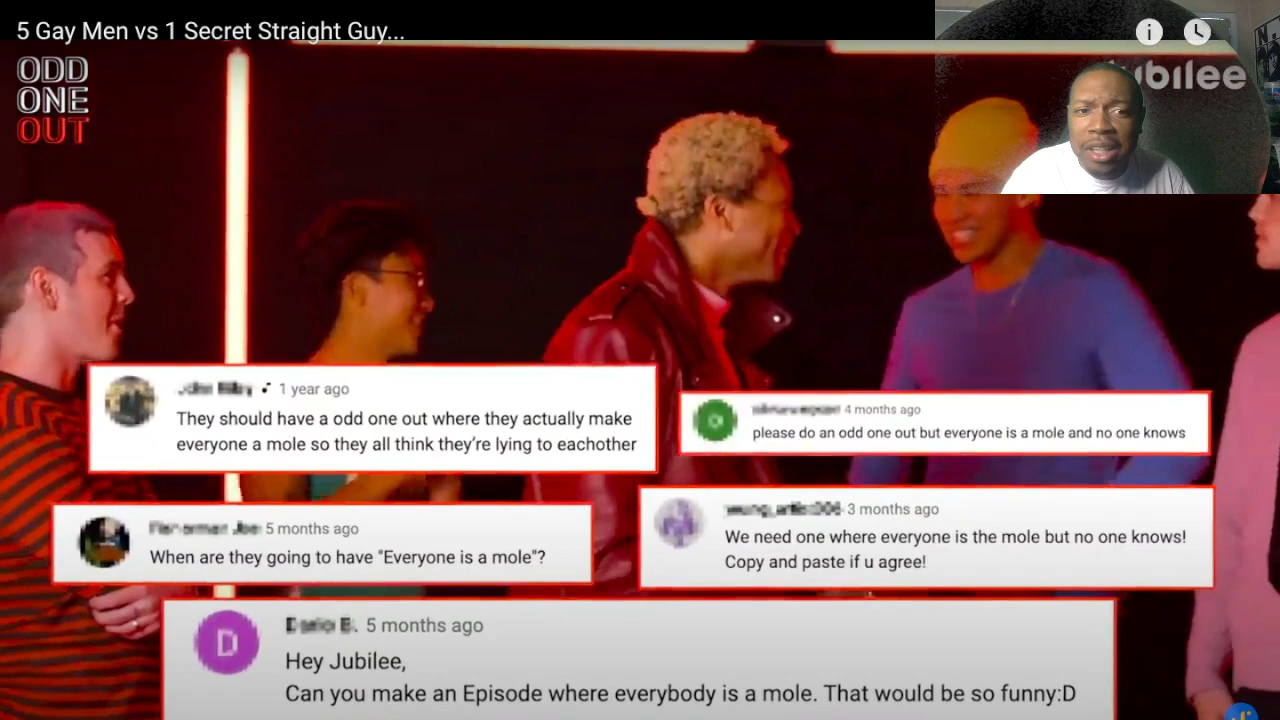 5 Gay Men vs 1 Secret Straight Guy...
ODD
ONE
OUT
jubilee
1 year ago
They should have a odd one out where they actually make
everyone a mole so they all think they're lying to eachother
4 months ago
please do an odd one out but everyone is a mole and no one knows
5 months ago
When are they going to have "Everyone is a mole"?
3 months ago
We need one where everyone is the mole but no one knows!
Copy and paste if u agree!
D
5 months ago
Hey Jubilee,
Can you make an Episode where everybody is a mole. That would be so funny:D